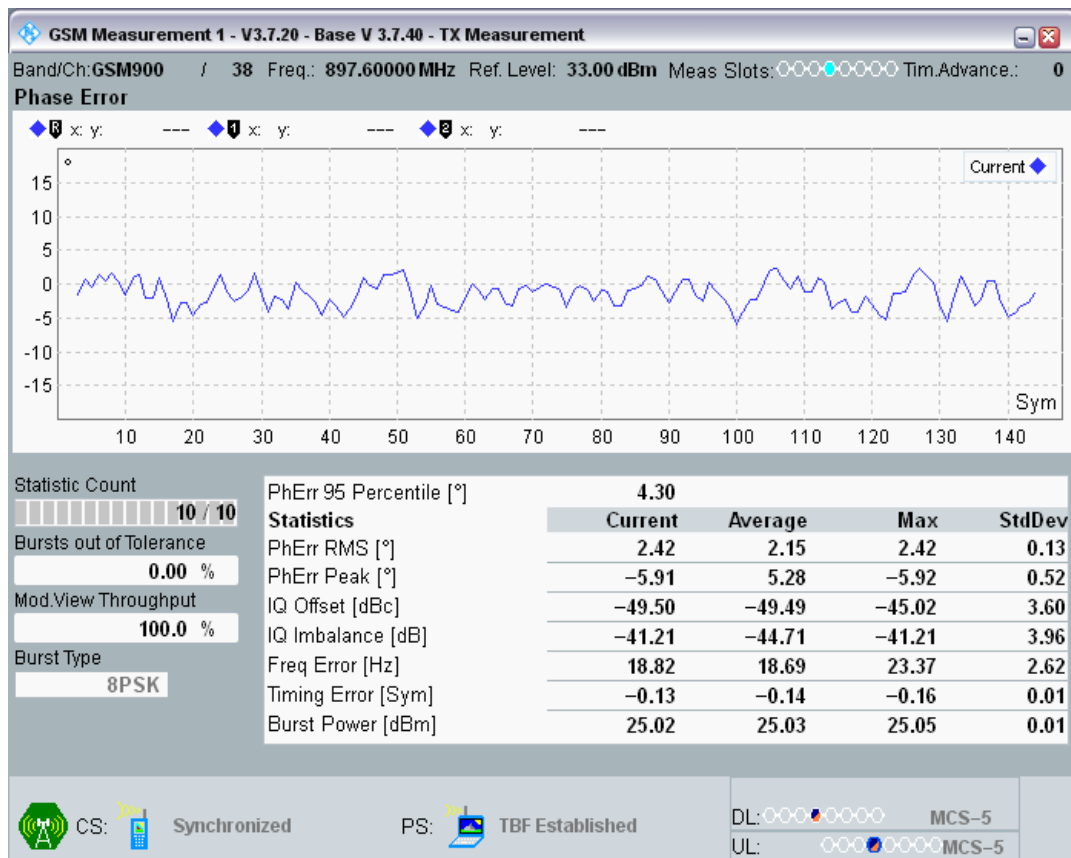 GSM Measurement 1 - V3.7.20 - Base V 3.7.40 - TX Measurement
Band/Ch:GSM900 / 38 Freq.: 897.60000 MHz Ref. Level: 33.00 dBm Meas Slots: Tim.Advance.: 0
Phase Error
R x: y: --- 1 x: y: --- 2 x: y: ---
°
Current
15
10
5
0
-5
-10
-15
Sym
10 20 30 40 50 60 70 80 90 100 110 120 130 140
Statistic Count
10 / 10
Bursts out of Tolerance
0.00 %
Mod.View Throughput
100.0 %
Burst Type
8PSK
PhErr 95 Percentile [°] 4.30
Statistics Current Average Max StdDev
PhErr RMS [°] 2.42 2.15 2.42 0.13
PhErr Peak [°] −5.91 5.28 −5.92 0.52
IQ Offset [dBc] −49.50 −49.49 −45.02 3.60
IQ Imbalance [dB] −41.21 −44.71 −41.21 3.96
Freq Error [Hz] 18.82 18.69 23.37 2.62
Timing Error [Sym] −0.13 −0.14 −0.16 0.01
Burst Power [dBm] 25.02 25.03 25.05 0.01
CS: Synchronized PS: TBF Established
DL: MCS−5
UL: MCS−5